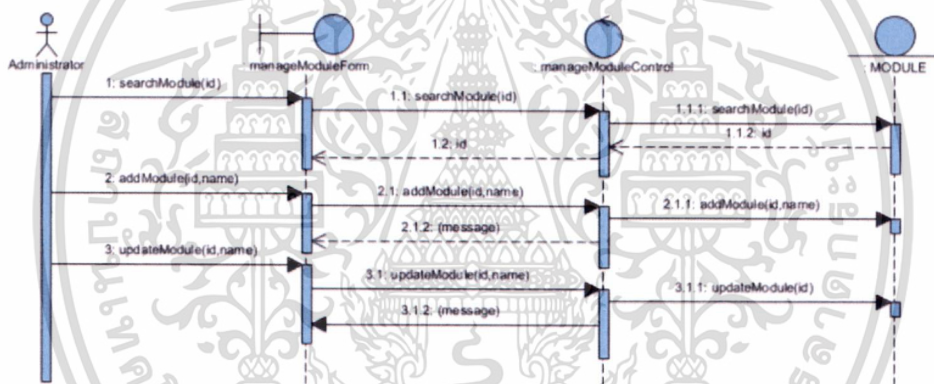 Administrator
manageModuleForm
manageModuleControl
: MODULE
1: searchModule(id)
1.1: searchModule(id)
1.1.1: searchModule(id)
1.1.2: id
1.2: id
2: addModule(id,name)
2.1: addModule(id,name)
2.1.1: addModule(id,name)
2.1.2: (message)
3: updateModule(id,name)
3.1: updateModule(id,name)
3.1.1: updateModule(id)
3.1.2: (message)